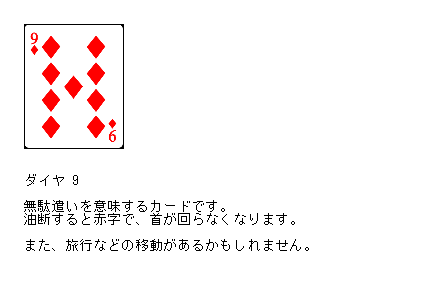 9
6
ダイヤ 9
無駄遣いを意味するカードです。
油断すると赤字で、首が回らなくなります。
また、旅行などの移動があるかもしれません。